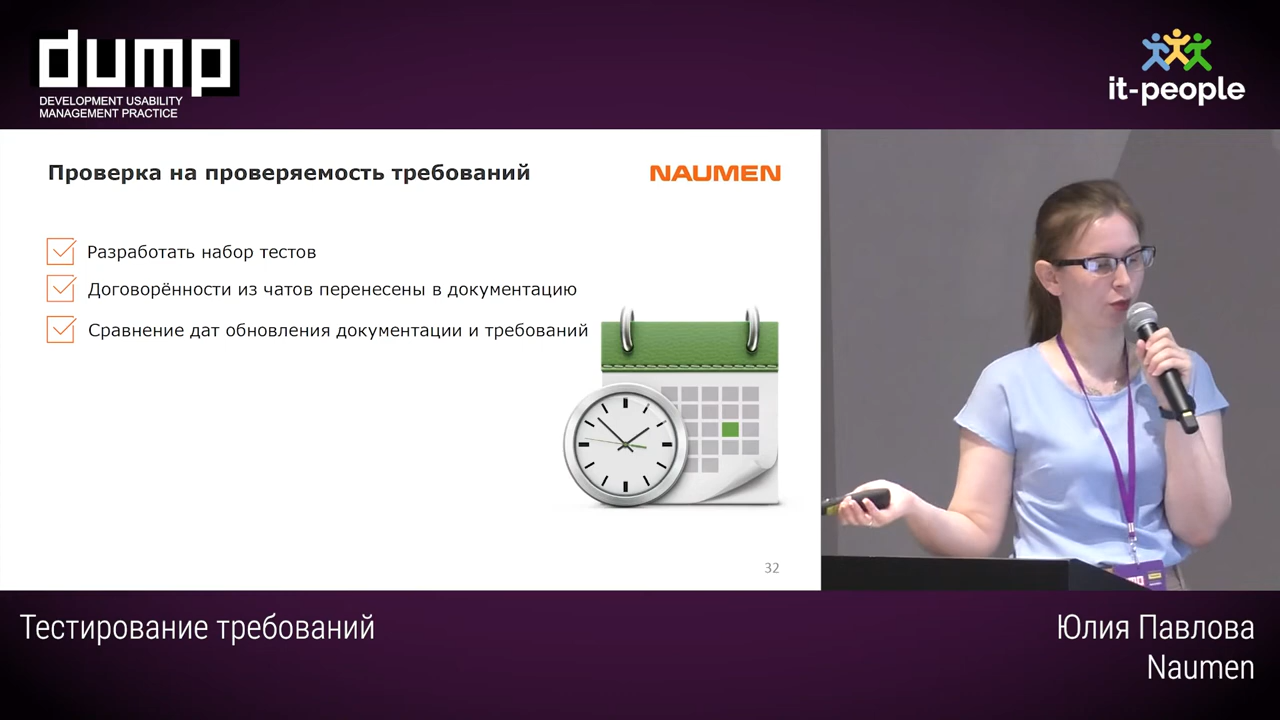 dump
DEVELOPMENT USABILITY
MANAGEMENT PRACTICE
it-people
Проверка на проверяемость требований
NAUMEN
Разработать набор тестов
Договорённости из чатов перенесены в документацию
Сравнение дат обновления документации и требований
32
Тестирование требований
Юлия Павлова
Naumen